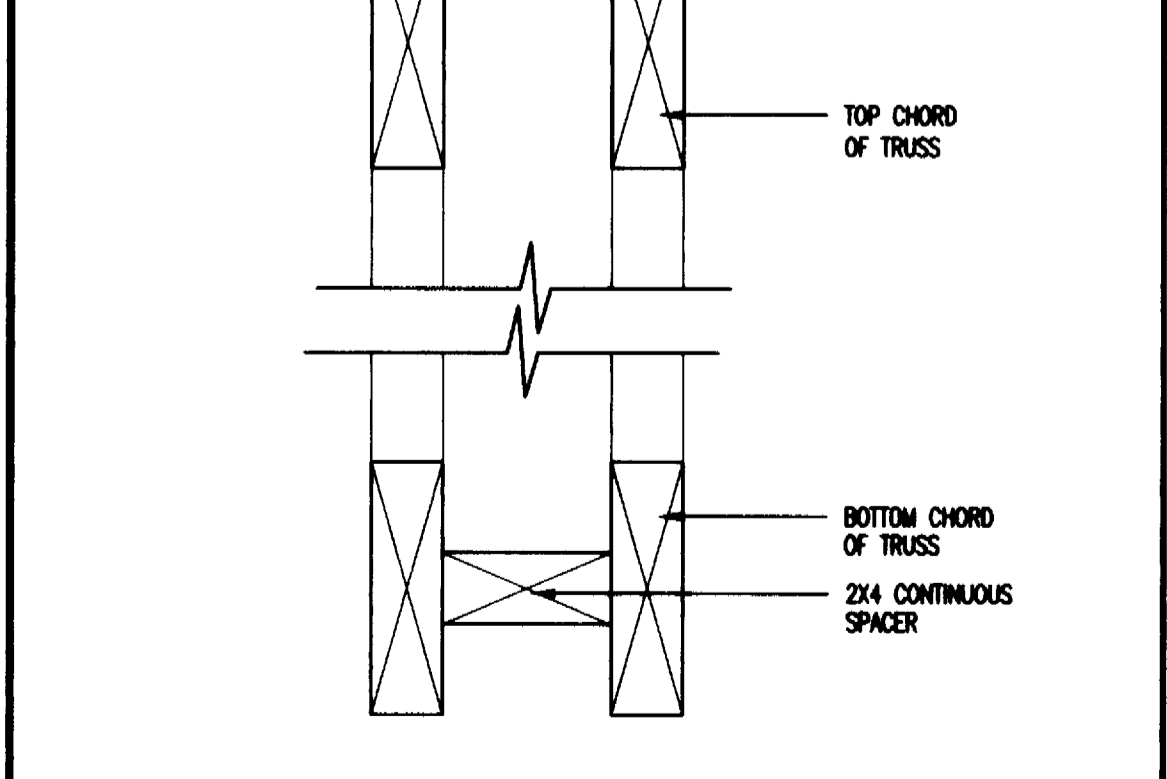 TOP CHORD
OF TRUSS
BOTTOM CHORD
OF TRUSS
2X4 CONTINUOUS
SPACER